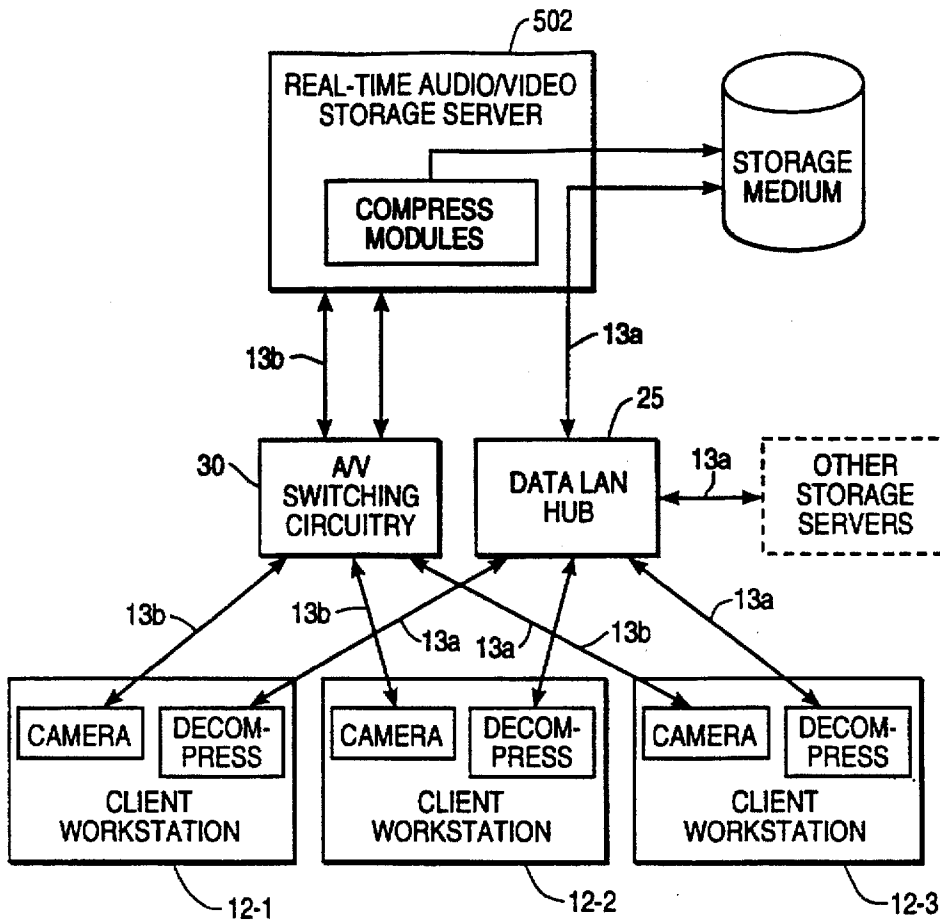 502
REAL-TIME AUDIO/VIDEO
STORAGE SERVER
COMPRESS
MODULES
STORAGE
MEDIUM
13b
13a
25
30
A/V
SWITCHING
CIRCUITRY
DATA LAN
HUB
13a
OTHER
STORAGE
SERVERS
13b
13b
13a
13a
13b
13a
CAMERA
DECOM-
PRESS
CLIENT
WORKSTATION
CAMERA
DECOM-
PRESS
CLIENT
WORKSTATION
CAMERA
DECOM-
PRESS
CLIENT
WORKSTATION
12-1
12-2
12-3